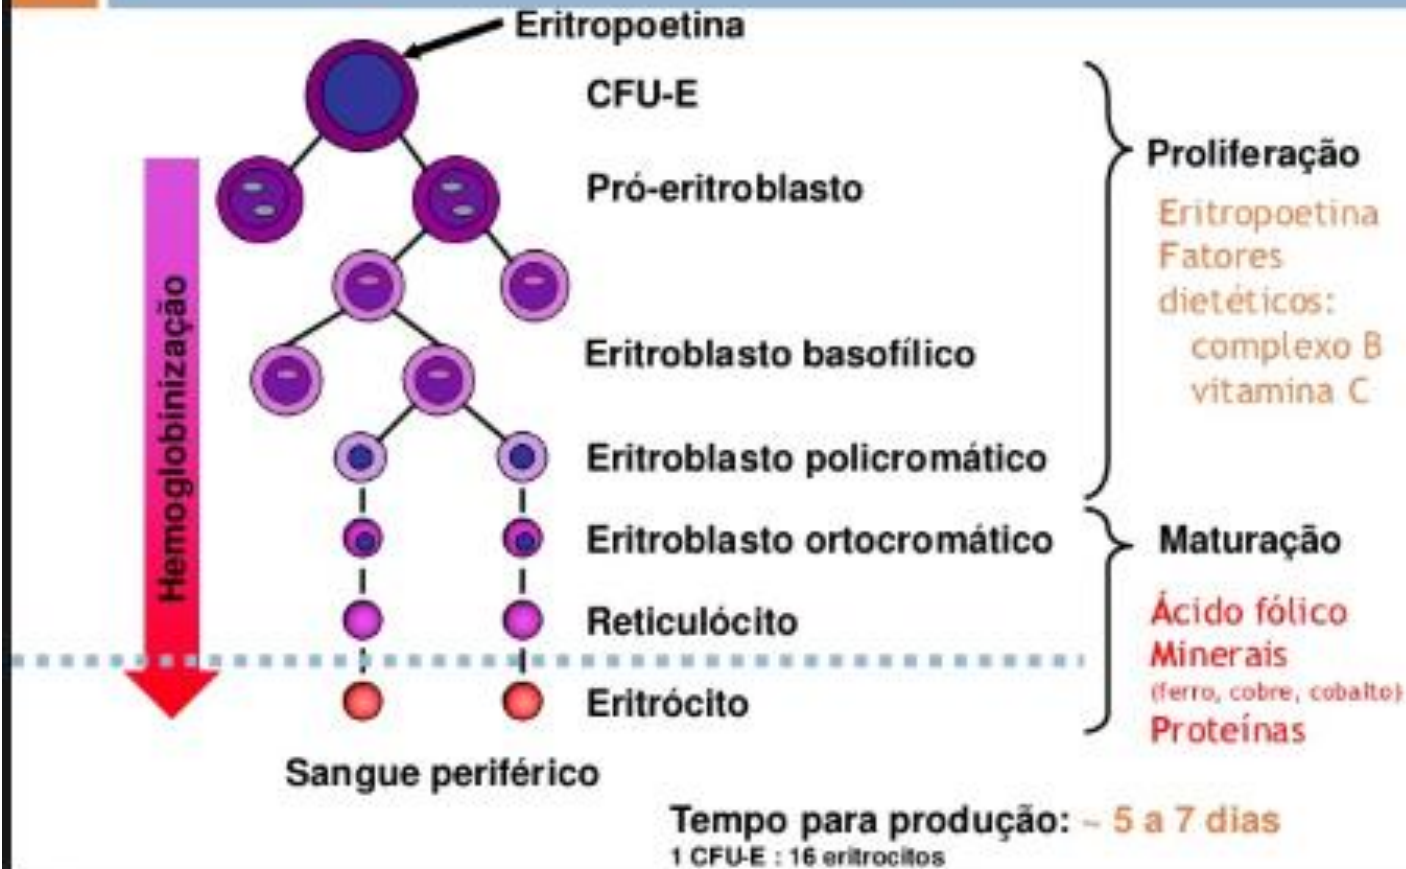 Eritropoetina
CFU-E
Pró-eritroblasto
Eritroblasto basofílico
Eritroblasto policromático
Eritroblasto ortocromático
Reticulócito
Eritrócito
Hemoglobinização
Sangue periférico
Proliferação
Eritropoetina
Fatores
dietéticos:
complexo B
vitamina C
Maturação
Ácido fólico
Minerais
(ferro, cobre, cobalto)
Proteínas
Tempo para produção: ~ 5 a 7 dias
1 CFU-E : 16 eritrocitos